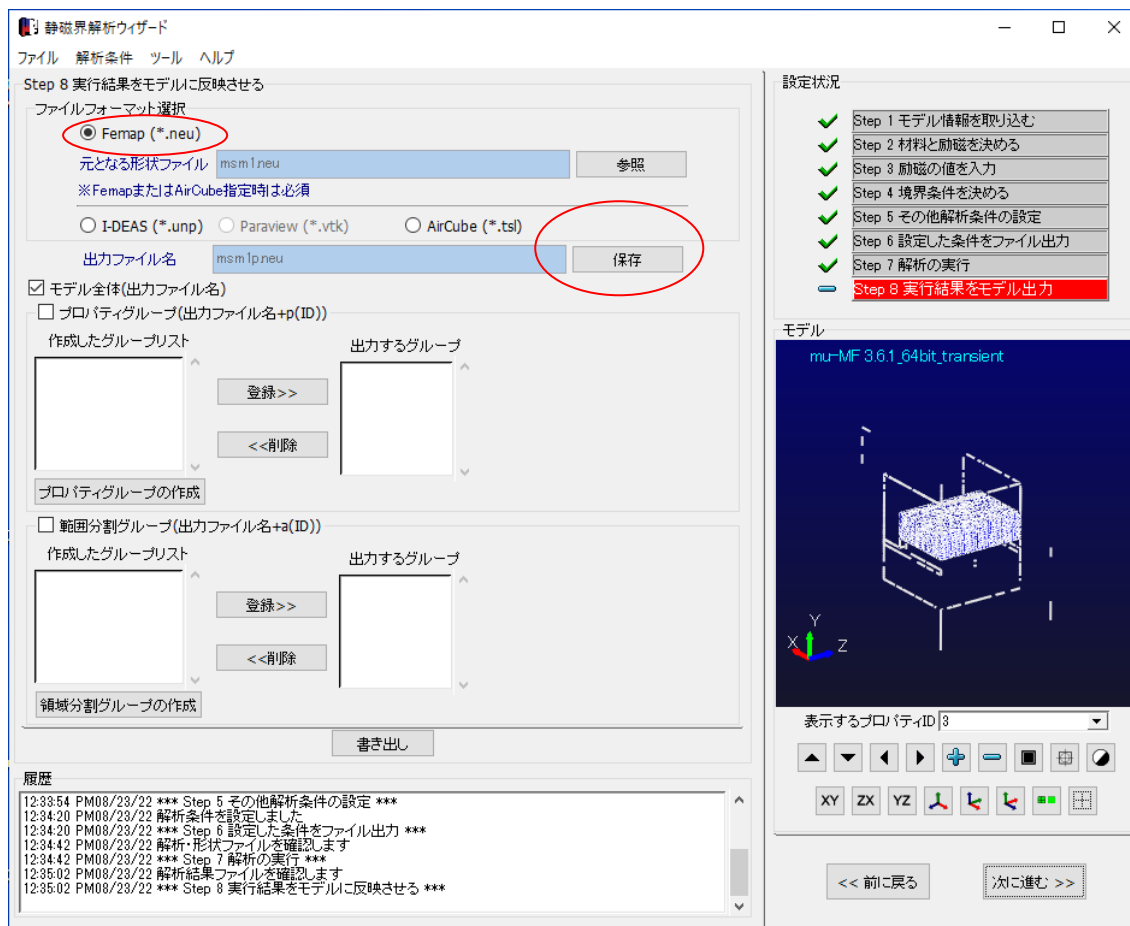 静磁界解析ウィザード
ファイル 解析条件 ツール ヘルプ
Step 8 実行結果をモデルに反映させる
ファイルフォーマット選択
Femap (*.neu)
元となる形状ファイル msm1.neu 参照
※FemapまたはAirCube指定時は必須
I-DEAS (*.unp) Paraview (*.vtk) AirCube (*.tsl)
出力ファイル名 msm1p.neu 保存
モデル全体(出力ファイル名)
プロパティグループ(出力ファイル名+p(ID))
作成したグループリスト 出力するグループ
登録>>
<<削除
プロパティグループの作成
範囲分割グループ(出力ファイル名+a(ID))
作成したグループリスト 出力するグループ
登録>>
<<削除
領域分割グループの作成
書き出し
履歴
12:33:54 PM08/23/22 *** Step 5 その他解析条件の設定 ***
12:34:20 PM08/23/22 解析条件を設定しました
12:34:20 PM08/23/22 *** Step 6 設定した条件をファイル出力 ***
12:34:42 PM08/23/22 解析・形状ファイルを確認します
12:34:42 PM08/23/22 *** Step 7 解析の実行 ***
12:35:02 PM08/23/22 解析結果ファイルを確認します
12:35:02 PM08/23/22 *** Step 8 実行結果をモデルに反映させる ***
設定状況
Step 1 モデル情報を取り込む
Step 2 材料と励磁を決める
Step 3 励磁の値を入力
Step 4 境界条件を決める
Step 5 その他解析条件の設定
Step 6 設定した条件をファイル出力
Step 7 解析の実行
Step 8 実行結果をモデル出力
モデル
mu-MF 3.6.1_64bit_transient
Y
X Z
表示するプロパティID 3
XY ZX YZ
<< 前に戻る 次に進む >>